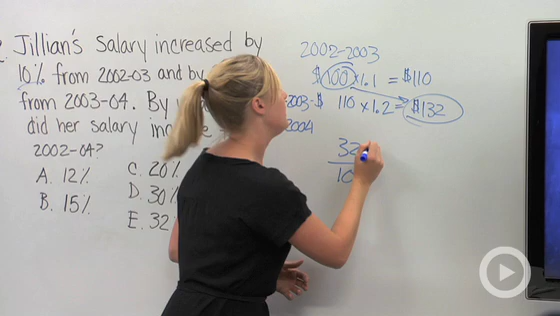 Jillian's Salary increased by
10% from 2002-03 and by
from 2003-04. By
did her salary
2002-04?
A. 12%
B. 15%
C. 20%
D. 30%
E. 32
2002-2003
$100 x 1.1 = $110
2003-$ 110 x 1.2 = $132
2004
32
10